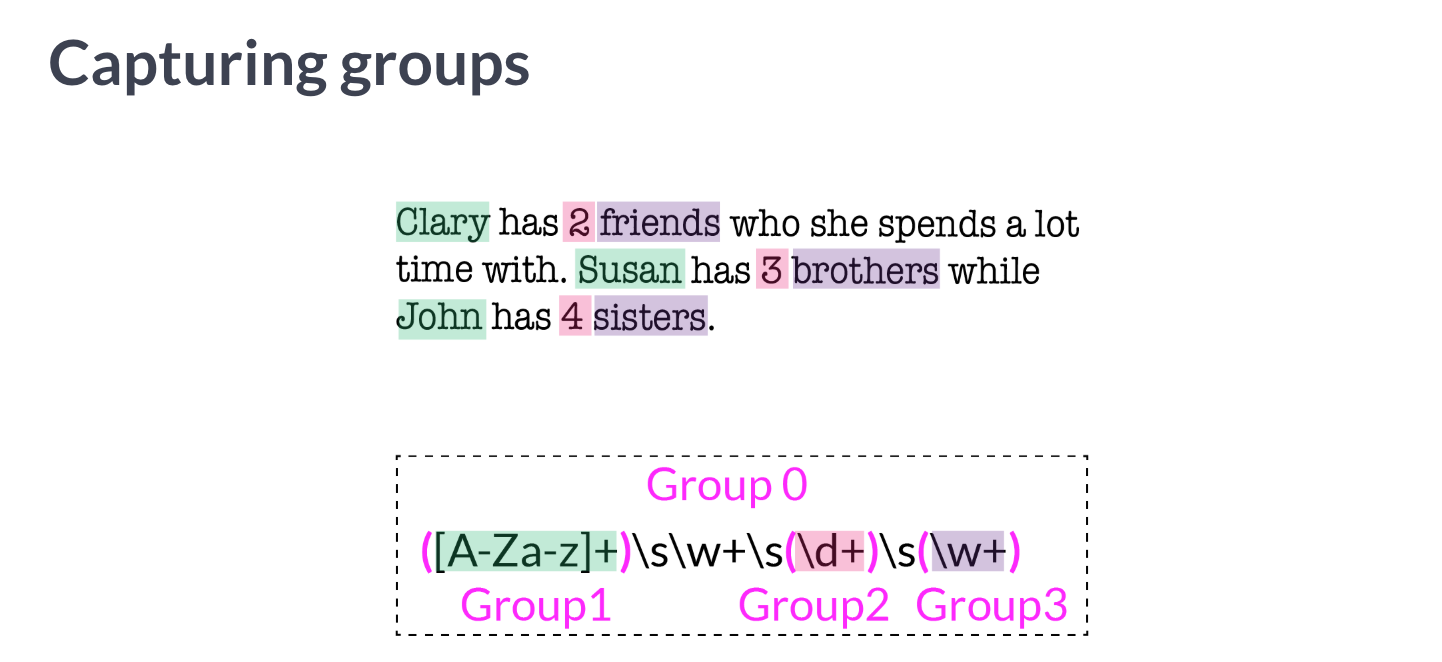 Capturing groups
Clary has 2 friends who she spends a lot
time with. Susan has 3 brothers while
John has 4 sisters.
Group 0
([A-Za-z]+)\s\w+\s(\d+)\s(\w+)
Group1 Group2 Group3